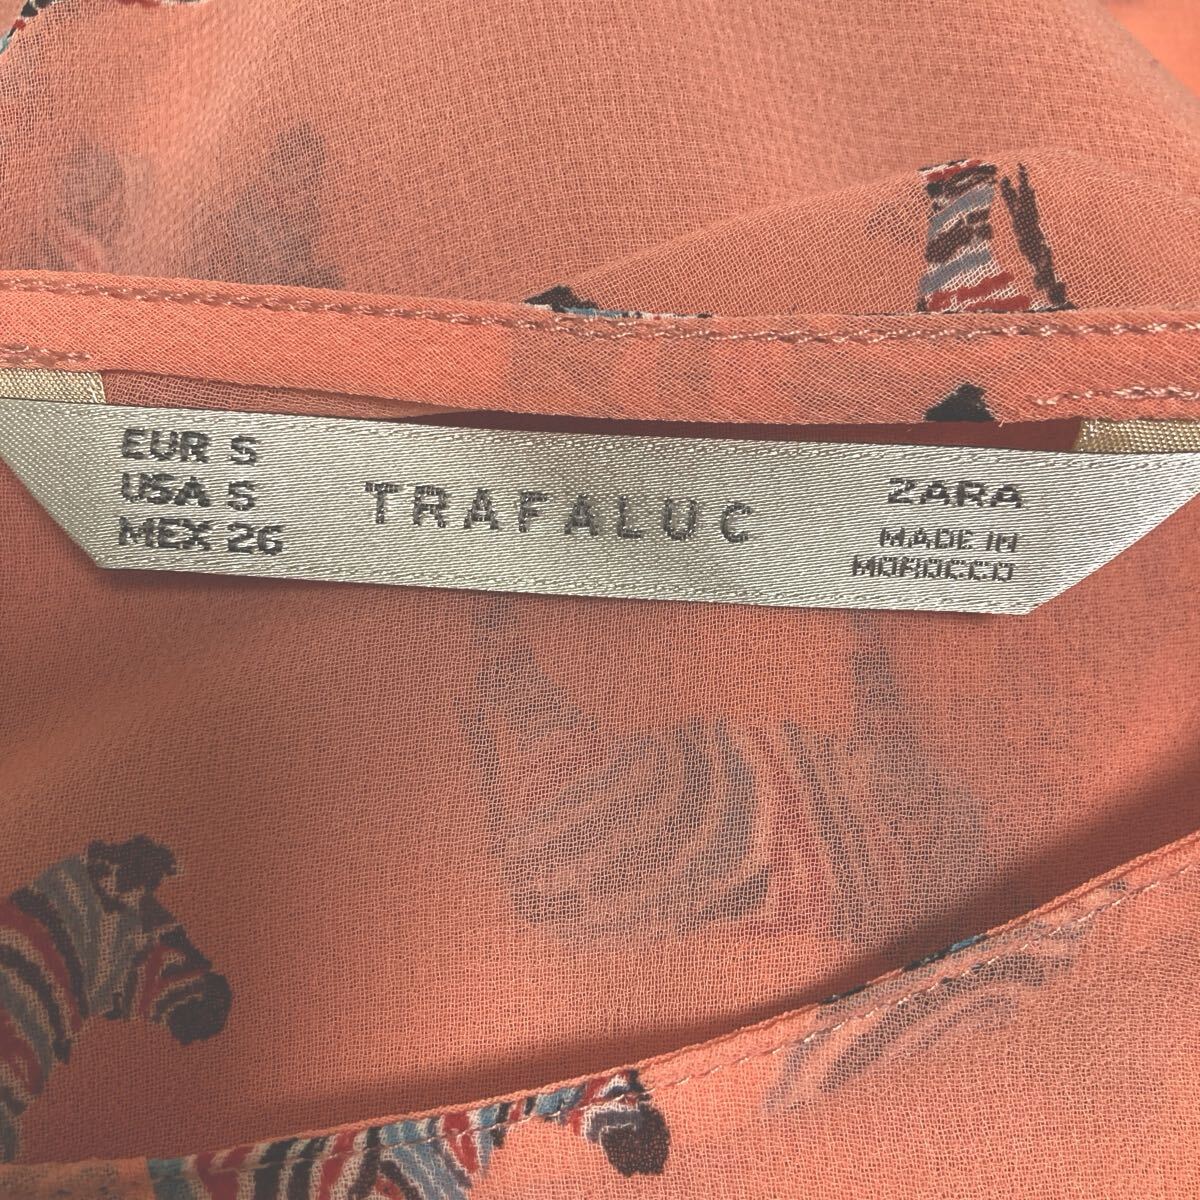 EUR S
USA S
MEX 26
TRAFALUC
ZARA
MADE IN
MOROCCO